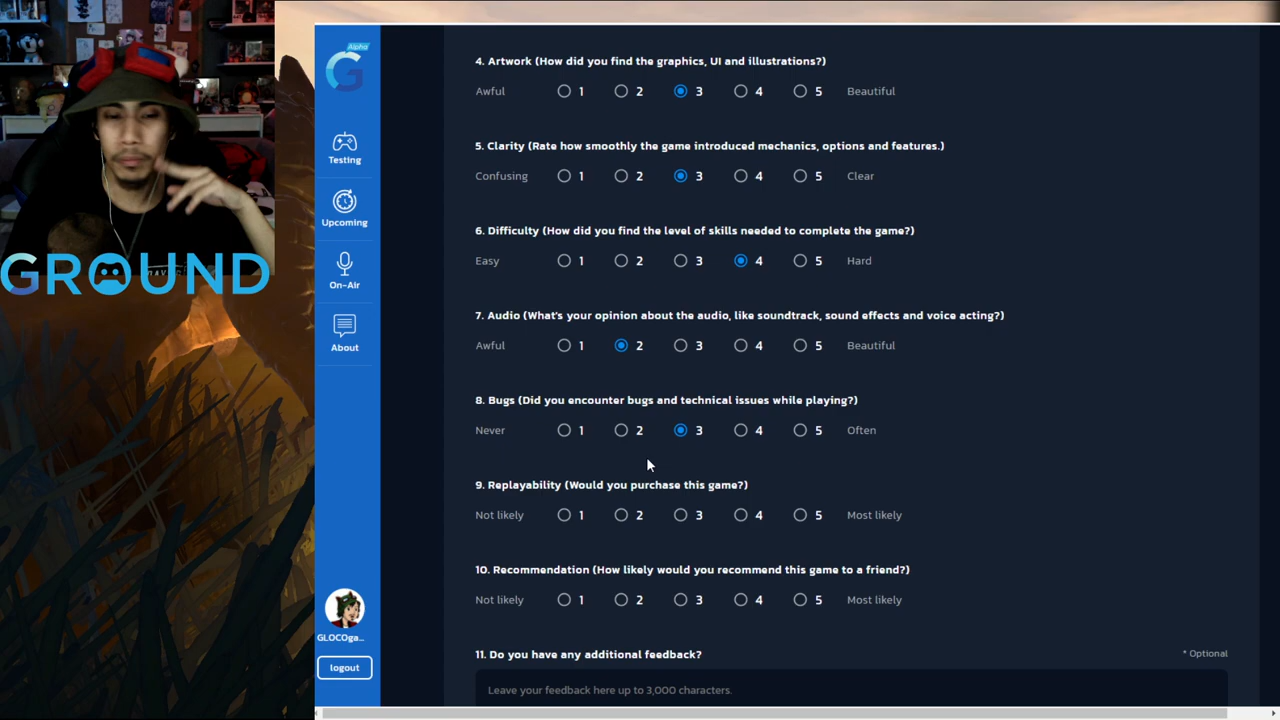 Alpha
G
Testing
Upcoming
On-Air
About
GLOCOga...
logout
GROUND
4. Artwork (How did you find the graphics, UI and illustrations?)
Awful 1 2 3 4 5 Beautiful
5. Clarity (Rate how smoothly the game introduced mechanics, options and features.)
Confusing 1 2 3 4 5 Clear
6. Difficulty (How did you find the level of skills needed to complete the game?)
Easy 1 2 3 4 5 Hard
7. Audio (What's your opinion about the audio, like soundtrack, sound effects and voice acting?)
Awful 1 2 3 4 5 Beautiful
8. Bugs (Did you encounter bugs and technical issues while playing?)
Never 1 2 3 4 5 Often
9. Replayability (Would you purchase this game?)
Not likely 1 2 3 4 5 Most likely
10. Recommendation (How likely would you recommend this game to a friend?)
Not likely 1 2 3 4 5 Most likely
11. Do you have any additional feedback? * Optional
Leave your feedback here up to 3,000 characters.